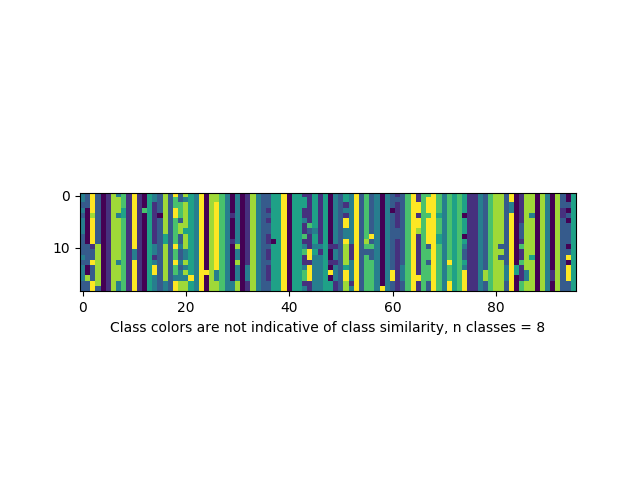 0
10
0 20 40 60 80
Class colors are not indicative of class similarity, n classes = 8